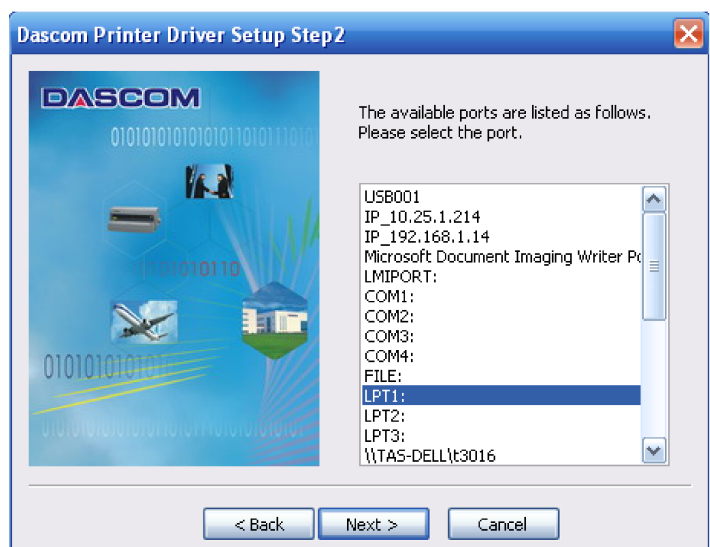 Dascom Printer Driver Setup Step2
DASCOM
The available ports are listed as follows.
Please select the port.
USB001
IP_10.25.1.214
IP_192.168.1.14
Microsoft Document Imaging Writer
LMIPORT:
COM1:
COM2:
COM3:
COM4:
FILE:
LPT1:
LPT2:
LPT3:
\\TAS-DELL\t3016
< Back
Next >
Cancel